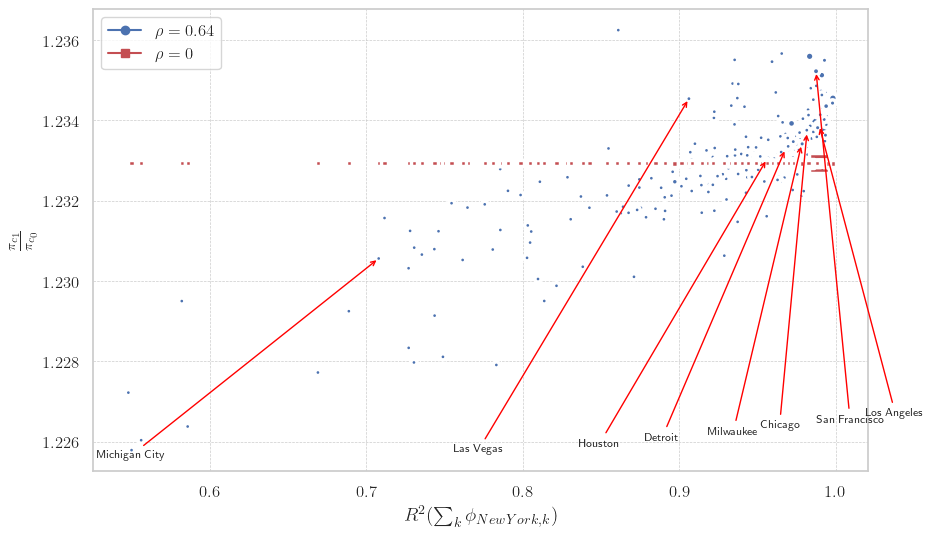 ρ = 0.64
ρ = 0
1.236
1.234
1.232
1.230
1.228
1.226
π_{c_1}
π_{c_0}
Michigan City
Las Vegas
Houston
Detroit
Milwaukee
Chicago
San Francisco
Los Angeles
0.6 0.7 0.8 0.9 1.0
R²(∑_k ϕ_{NewYork,k})